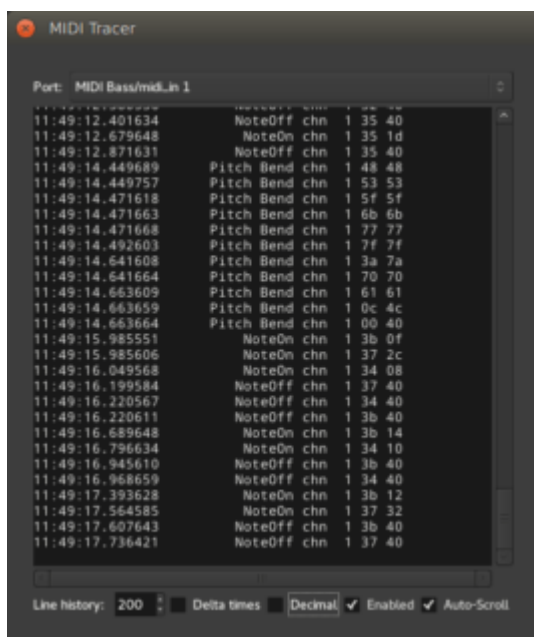 MIDI Tracer
Port: MIDI Bass/midi_in 1
11:49:12.401634 NoteOff chn 1 35 40
11:49:12.679648 NoteOn chn 1 35 1d
11:49:12.871631 NoteOff chn 1 35 40
11:49:14.449689 Pitch Bend chn 1 48 48
11:49:14.449757 Pitch Bend chn 1 53 53
11:49:14.471618 Pitch Bend chn 1 5f 5f
11:49:14.471663 Pitch Bend chn 1 6b 6b
11:49:14.471668 Pitch Bend chn 1 77 77
11:49:14.492603 Pitch Bend chn 1 7f 7f
11:49:14.641608 Pitch Bend chn 1 3a 7a
11:49:14.641664 Pitch Bend chn 1 70 70
11:49:14.663609 Pitch Bend chn 1 61 61
11:49:14.663659 Pitch Bend chn 1 0c 4c
11:49:14.663664 Pitch Bend chn 1 00 40
11:49:15.985551 NoteOn chn 1 3b 0f
11:49:15.985606 NoteOn chn 1 37 2c
11:49:16.049568 NoteOn chn 1 34 08
11:49:16.199584 NoteOff chn 1 37 40
11:49:16.220567 NoteOff chn 1 34 40
11:49:16.220611 NoteOff chn 1 3b 40
11:49:16.689648 NoteOn chn 1 3b 14
11:49:16.796634 NoteOn chn 1 34 10
11:49:16.945610 NoteOff chn 1 3b 40
11:49:16.968659 NoteOff chn 1 34 40
11:49:17.393628 NoteOn chn 1 3b 12
11:49:17.564585 NoteOn chn 1 37 32
11:49:17.607643 NoteOff chn 1 3b 40
11:49:17.736421 NoteOff chn 1 37 40
Line history: 200 Delta times Decimal Enabled Auto-Scroll